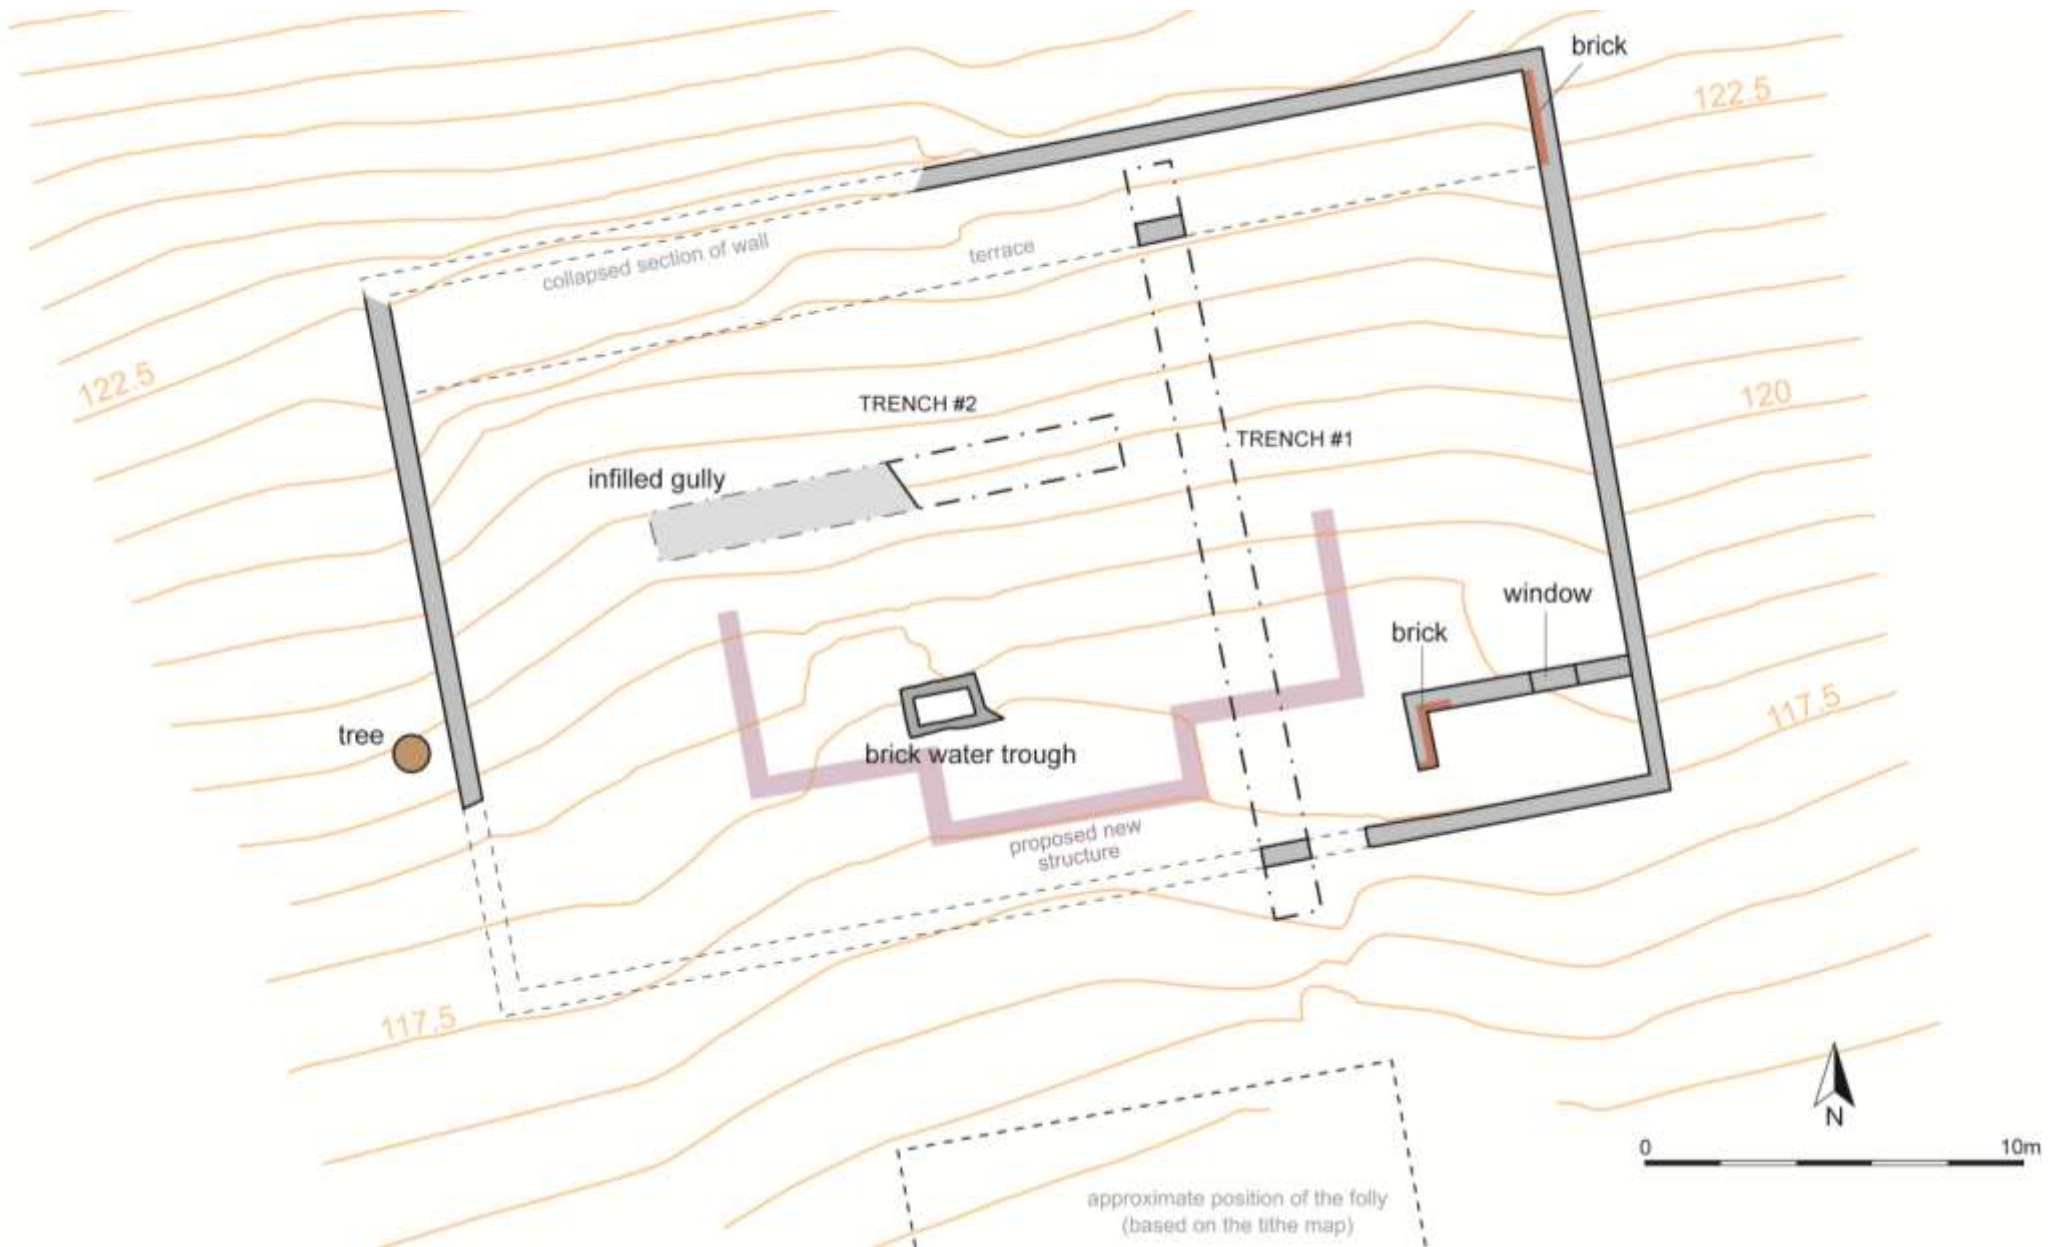 brick
122.5
collapsed section of wall
terrace
122.5
120
TRENCH #2
TRENCH #1
infilled gully
window
brick
tree
117.5
brick water trough
proposed new
structure
117.5
N
0
10m
approximate position of the folly
(based on the tithe map)